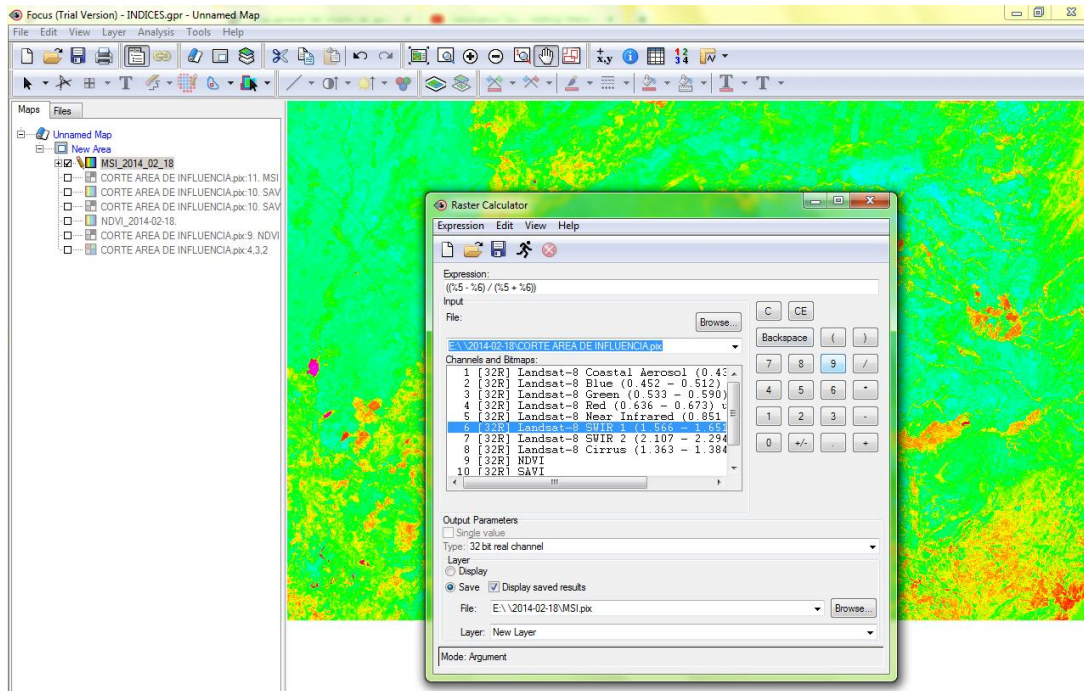 Focus (Trial Version) - INDICES.gpr - Unnamed Map
File Edit View Layer Analysis Tools Help
Maps Files
Unnamed Map
New Area
MSI_2014_02_18
CORTE AREA DE INFLUENCIA.pix:11. MSI
CORTE AREA DE INFLUENCIA.pix:10. SAV
CORTE AREA DE INFLUENCIA.pix:10. SAV
NDVI_2014-02-18.
CORTE AREA DE INFLUENCIA.pix:9. NDVI
CORTE AREA DE INFLUENCIA.pix:4,3,2
Raster Calculator
Expression Edit View Help
Expression:
((%5 - %6) / (%5 + %6))
Input
File:
Browse...
E:\ \2014-02-18\CORTE AREA DE INFLUENCIA.pix
Channels and Bitmaps:
1 [32R] Landsat-8 Coastal Aerosol (0.43
2 [32R] Landsat-8 Blue (0.452 - 0.512)
3 [32R] Landsat-8 Green (0.533 - 0.590)
4 [32R] Landsat-8 Red (0.636 - 0.673)
5 [32R] Landsat-8 Near Infrared (0.851
6 [32R] Landsat-8 SWIR 1 (1.566 - 1.651
7 [32R] Landsat-8 SWIR 2 (2.107 - 2.294
8 [32R] Landsat-8 Cirrus (1.363 - 1.384
9 [32R] NDVI
10 [32R] SAVI
C CE
Backspace ( )
7 8 9 /
4 5 6 *
1 2 3 -
0 +/- . +
Output Parameters
Single value
Type: 32 bit real channel
Layer
Display
Save Display saved results
File: E:\ \2014-02-18\MSI.pix Browse...
Layer: New Layer
Mode: Argument